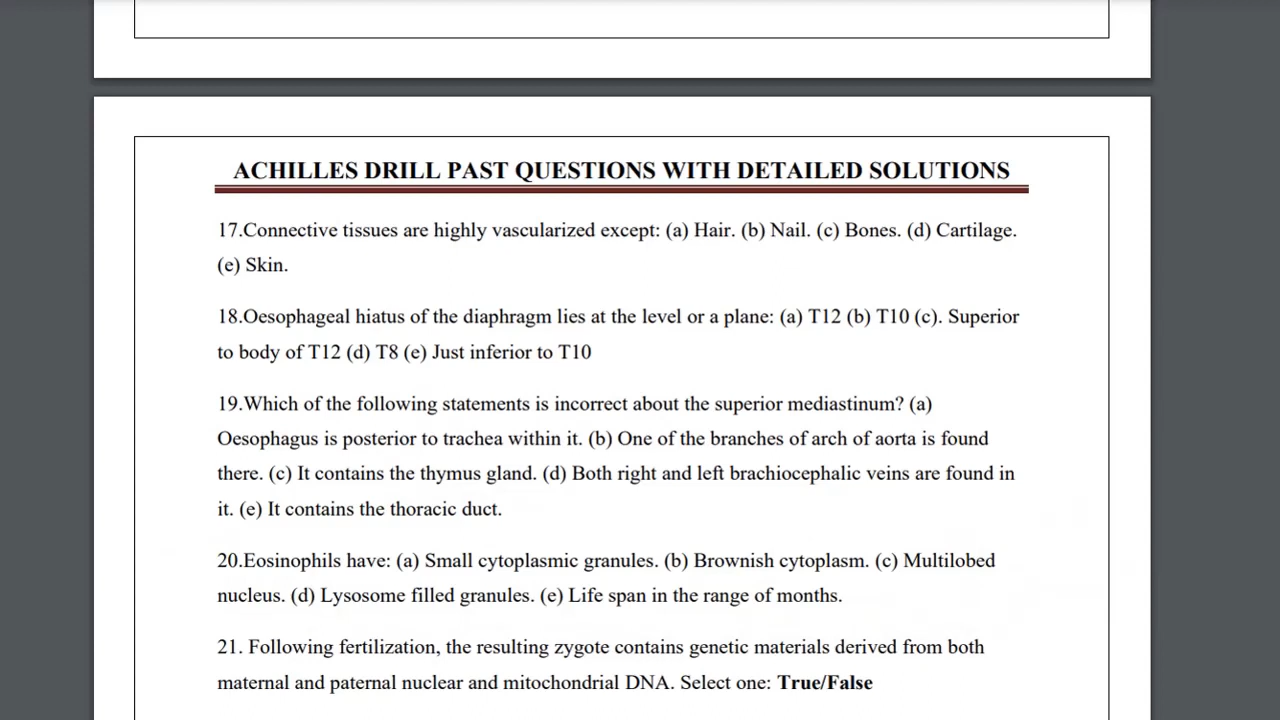 ACHILLES DRILL PAST QUESTIONS WITH DETAILED SOLUTIONS
17.Connective tissues are highly vascularized except: (a) Hair. (b) Nail. (c) Bones. (d) Cartilage.
(e) Skin.
18.Oesophageal hiatus of the diaphragm lies at the level or a plane: (a) T12 (b) T10 (c). Superior
to body of T12 (d) T8 (e) Just inferior to T10
19.Which of the following statements is incorrect about the superior mediastinum? (a)
Oesophagus is posterior to trachea within it. (b) One of the branches of arch of aorta is found
there. (c) It contains the thymus gland. (d) Both right and left brachiocephalic veins are found in
it. (e) It contains the thoracic duct.
20.Eosinophils have: (a) Small cytoplasmic granules. (b) Brownish cytoplasm. (c) Multilobed
nucleus. (d) Lysosome filled granules. (e) Life span in the range of months.
21. Following fertilization, the resulting zygote contains genetic materials derived from both
maternal and paternal nuclear and mitochondrial DNA. Select one: True/False